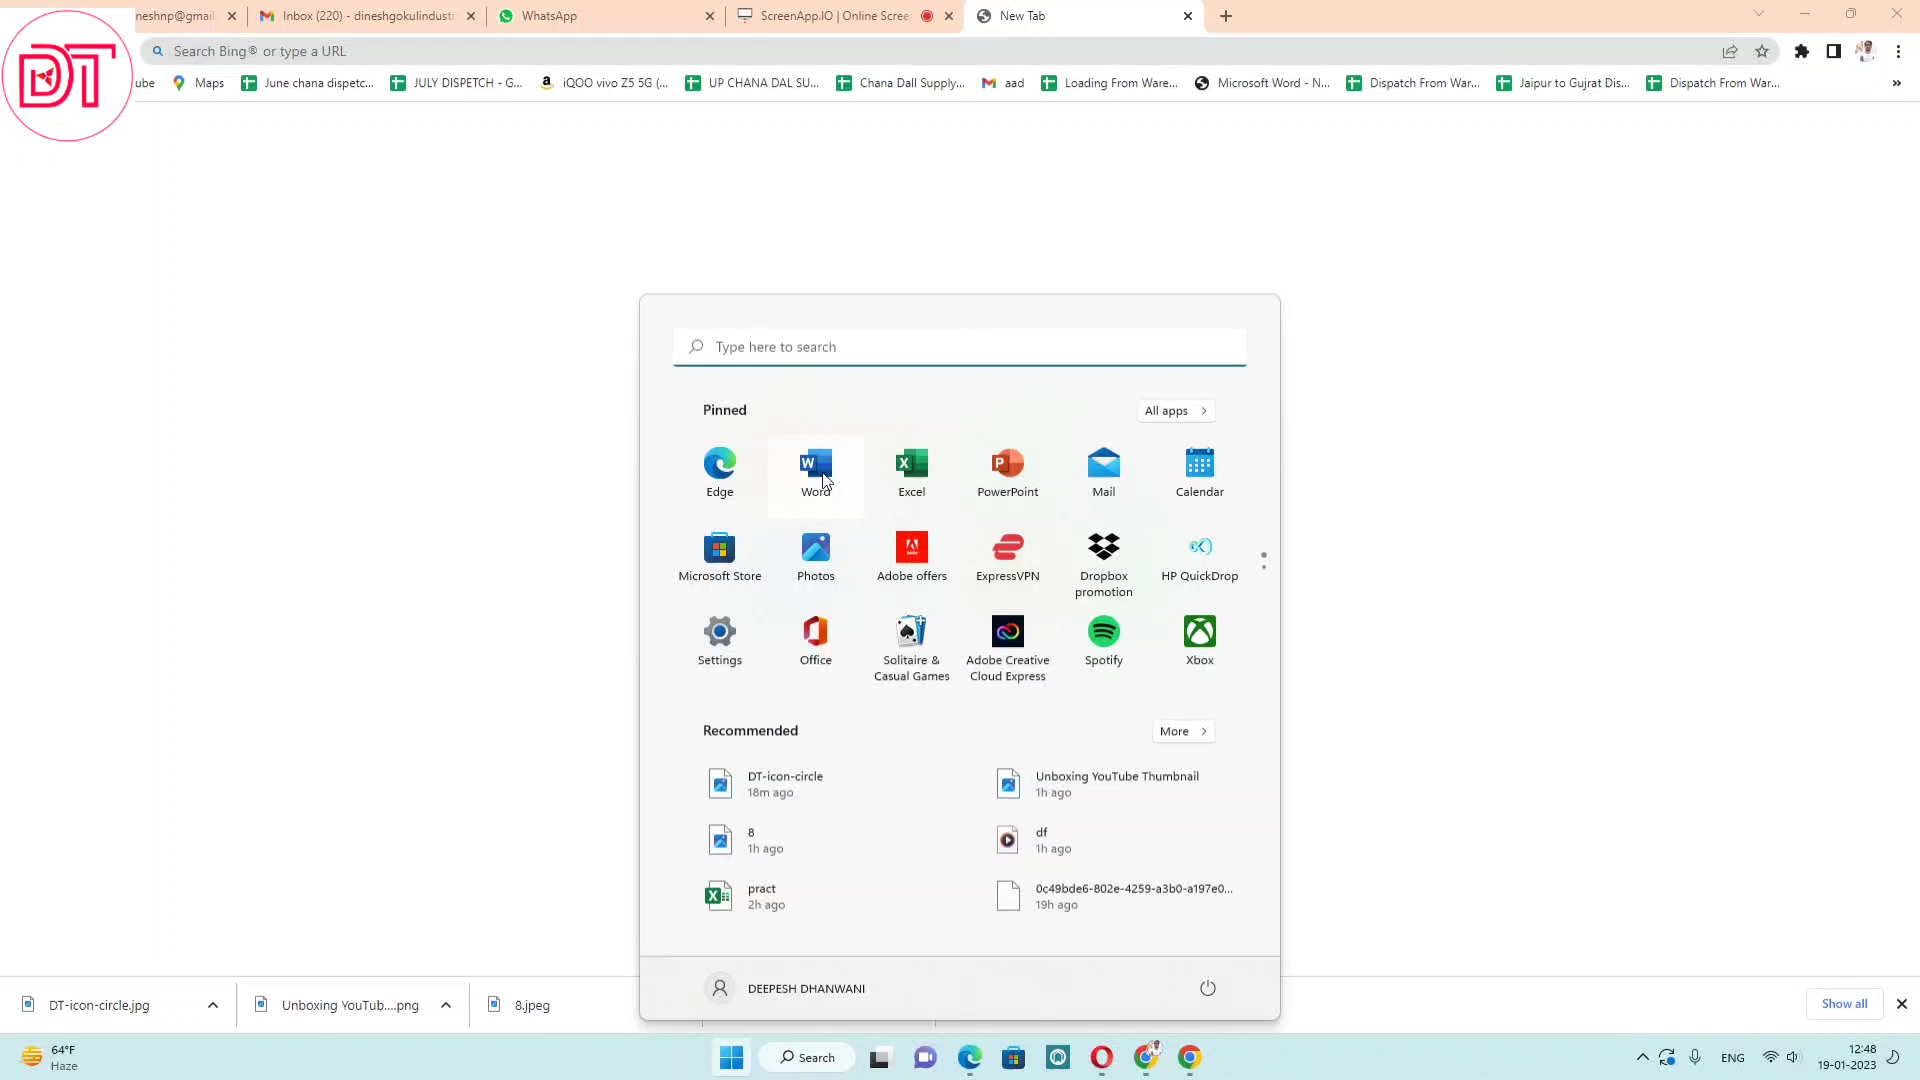 neshnp@gmail
Inbox (220) - dineshgokulindustr
WhatsApp
ScreenApp.IO | Online Scree
New Tab
Search Bing® or type a URL
DT
ube
Maps
June chana dispetc...
JULY DISPETCH - G...
iQOO vivo Z5 5G (...
UP CHANA DAL SU...
Chana Dall Supply...
aad
Loading From Ware...
Microsoft Word - N...
Dispatch From War...
Jaipur to Gujrat Dis...
Dispatch From War...
Type here to search
Pinned
All apps
Edge
Word
Excel
PowerPoint
Mail
Calendar
Microsoft Store
Photos
Adobe offers
ExpressVPN
Dropbox
promotion
HP QuickDrop
Settings
Office
Solitaire &
Casual Games
Adobe Creative
Cloud Express
Spotify
Xbox
Recommended
More
DT-icon-circle
18m ago
Unboxing YouTube Thumbnail
1h ago
8
1h ago
df
1h ago
pract
2h ago
0c49bde6-802e-4259-a3b0-a197e0...
19h ago
DEEPESH DHANWANI
DT-icon-circle.jpg
Unboxing YouTub....png
8.jpeg
Show all
64°F
Haze
Search
ENG
12:48
19-01-2023